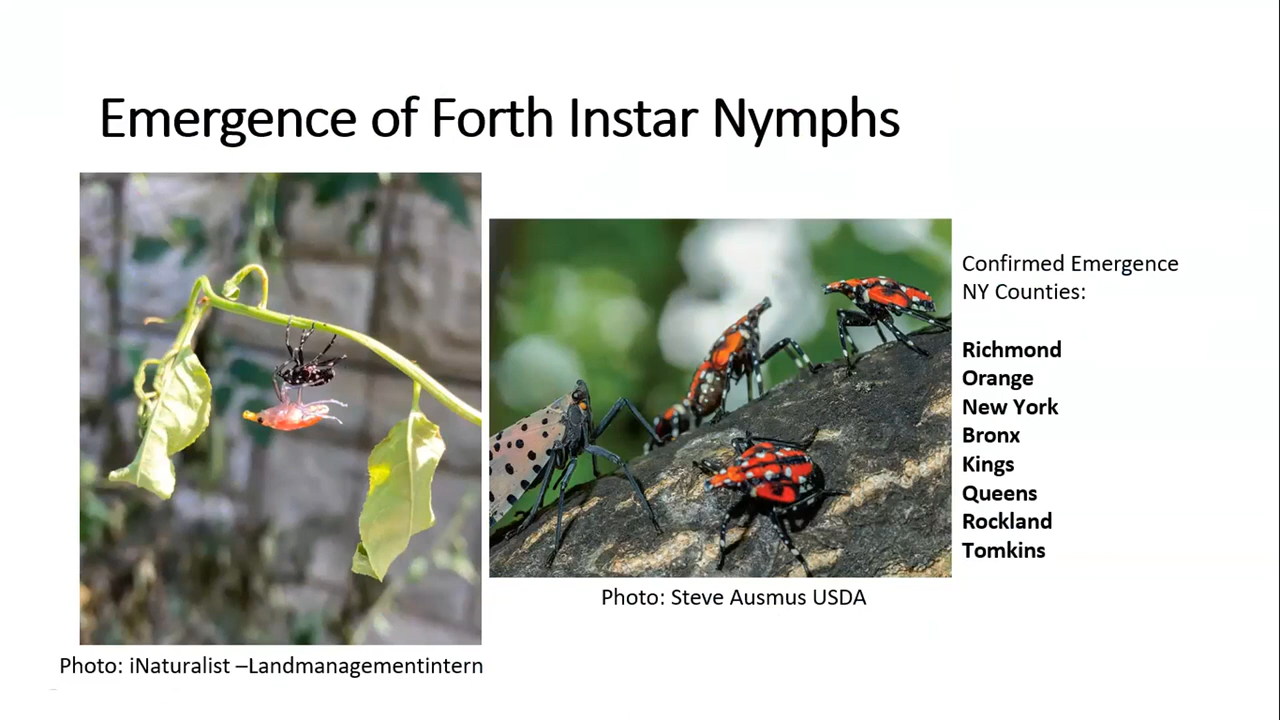 Emergence of Forth Instar Nymphs
Confirmed Emergence
NY Counties:
Richmond
Orange
New York
Bronx
Kings
Queens
Rockland
Tomkins
Photo: Steve Ausmus USDA
Photo: iNaturalist –Landmanagementintern